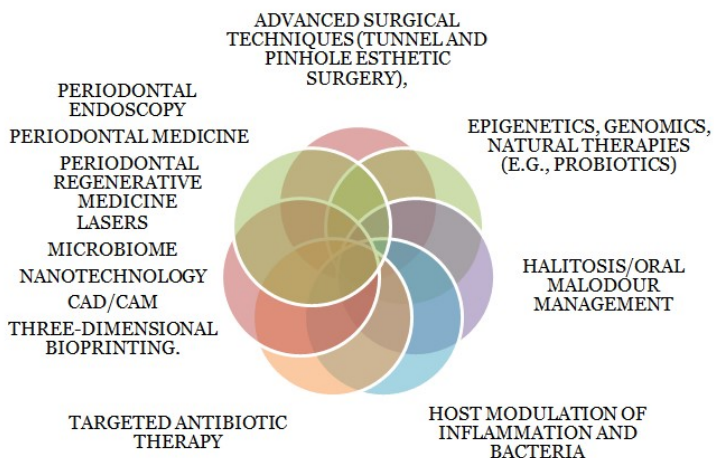 ADVANCED SURGICAL
TECHNIQUES (TUNNEL AND
PINHOLE ESTHETIC
SURGERY),
PERIODONTAL
ENDOSCOPY
PERIODONTAL MEDICINE
PERIODONTAL
REGENERATIVE
MEDICINE
LASERS
MICROBIOME
NANOTECHNOLOGY
CAD/CAM
THREE-DIMENSIONAL
BIOPRINTING.
EPIGENETICS, GENOMICS,
NATURAL THERAPIES
(E.G., PROBIOTICS)
HALITOSIS/ORAL
MALODOUR
MANAGEMENT
TARGETED ANTIBIOTIC
THERAPY
HOST MODULATION OF
INFLAMMATION AND
BACTERIA